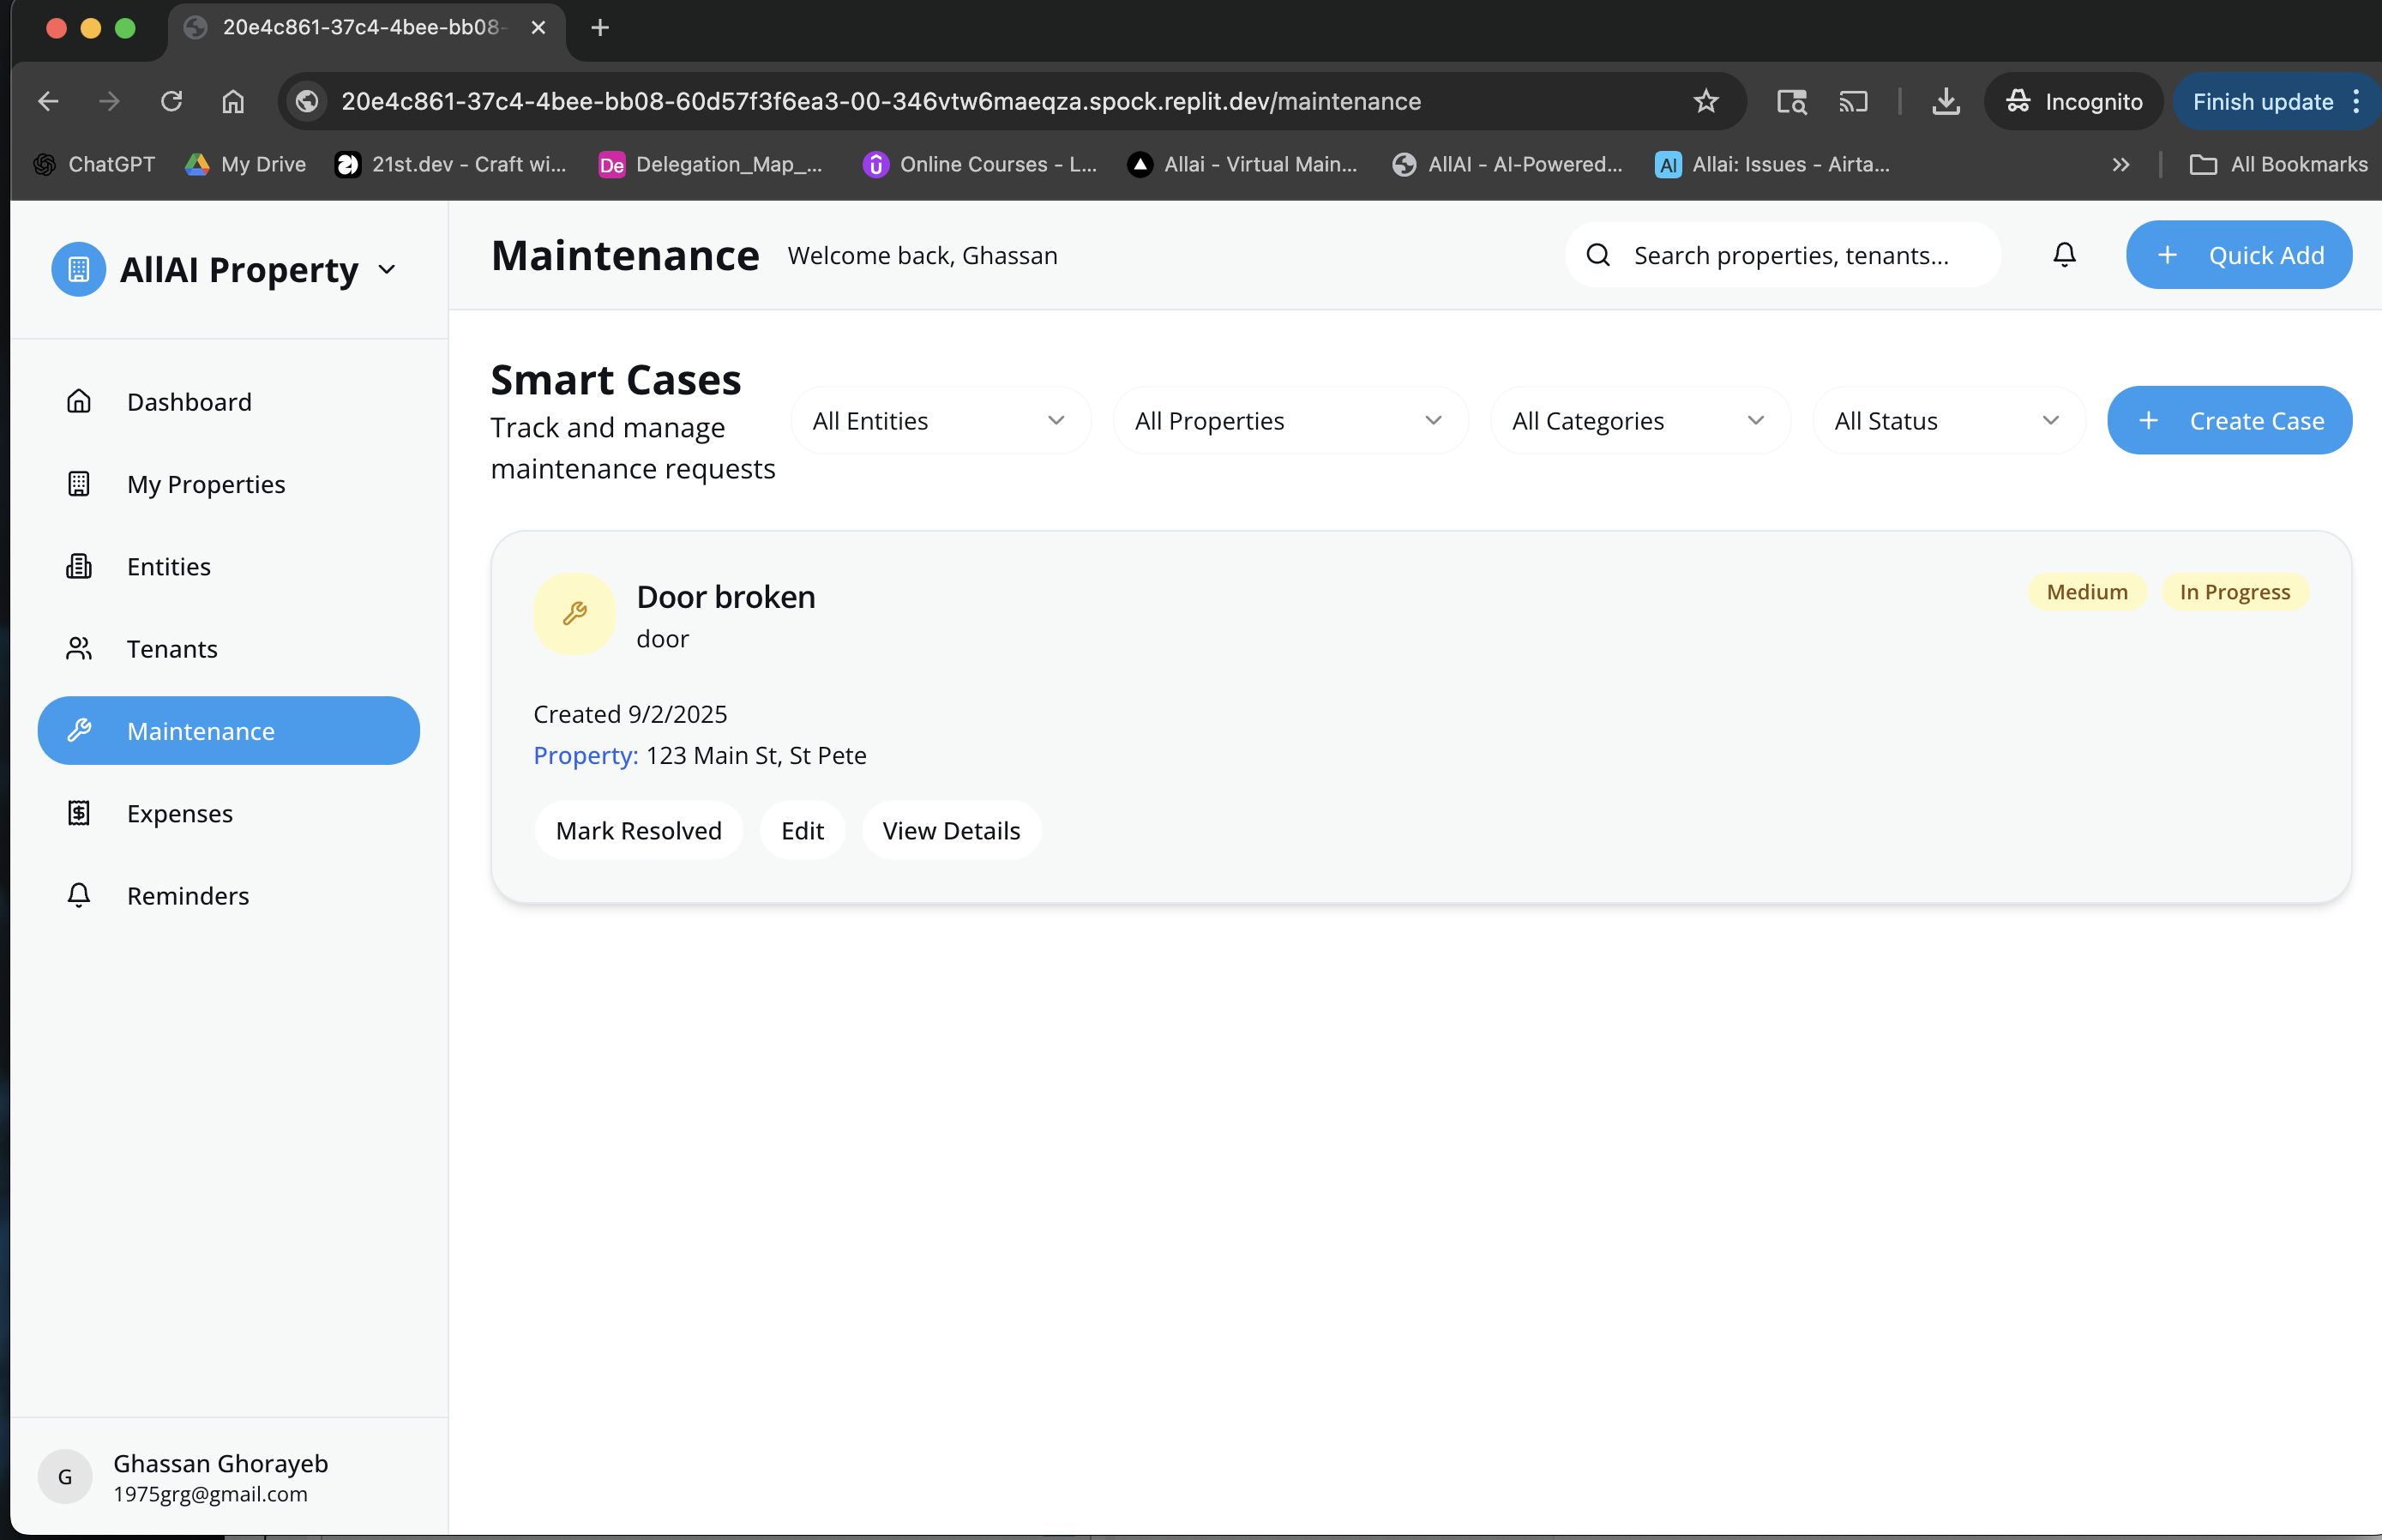 20e4c861-37c4-4bee-bb08-
20e4c861-37c4-4bee-bb08-60d57f3f6ea3-00-346vtw6maeqza.spock.replit.dev/maintenance
Incognito
Finish update
ChatGPT
My Drive
21st.dev - Craft wi...
De Delegation_Map_...
Online Courses - L...
Allai - Virtual Main...
AllAI - AI-Powered...
AI Allai: Issues - Airta...
All Bookmarks
AllAI Property
Maintenance
Welcome back, Ghassan
Search properties, tenants...
Quick Add
Dashboard
My Properties
Entities
Tenants
Maintenance
Expenses
Reminders
Smart Cases
Track and manage
maintenance requests
All Entities
All Properties
All Categories
All Status
Create Case
Door broken
door
Medium
In Progress
Created 9/2/2025
Property: 123 Main St, St Pete
Mark Resolved
Edit
View Details
G
Ghassan Ghorayeb
1975grg@gmail.com